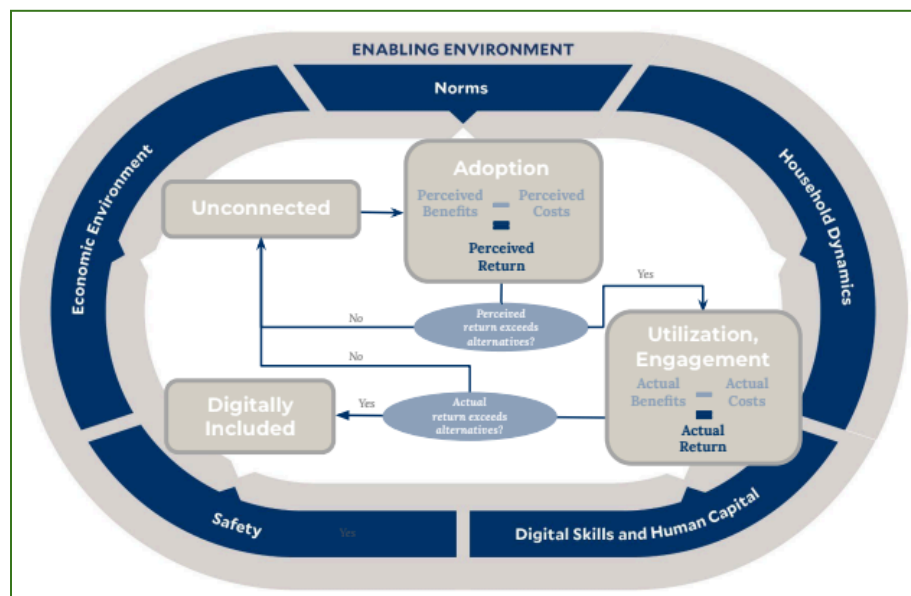 ENABLING ENVIRONMENT
Norms
Economic Environment
Household Dynamics
Adoption
Perceived
Benefits
Perceived
Costs
Perceived
Return
Unconnected
Yes
No
Perceived
return exceeds
alternatives?
Utilization,
Engagement
Actual
Benefits
Actual
Costs
Actual
Return
No
Digitally
Included
Yes
Actual
return exceeds
alternatives?
Safety
Yes
Digital Skills and Human Capital